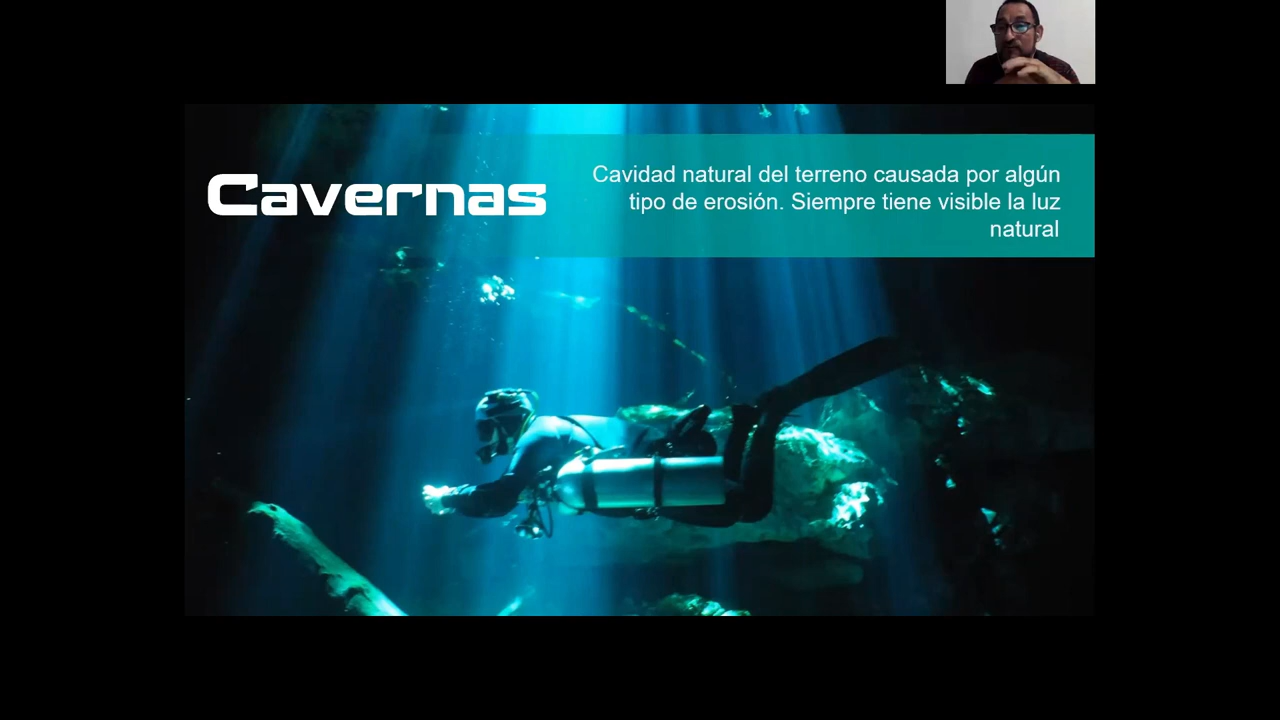 Cavernas
Cavidad natural del terreno causada por algún
tipo de erosión. Siempre tiene visible la luz
natural